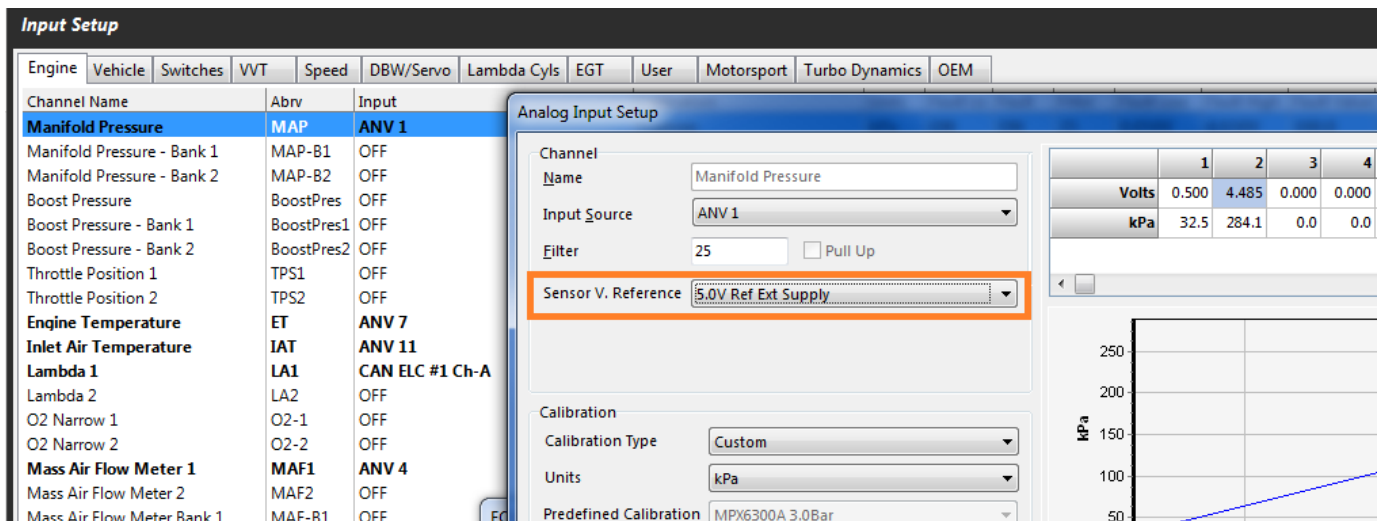 Input Setup
Engine Vehicle Switches VVT Speed DBW/Servo Lambda Cyls EGT User Motorsport Turbo Dynamics OEM
Channel Name Abrv Input
Manifold Pressure MAP ANV 1
Manifold Pressure - Bank 1 MAP-B1 OFF
Manifold Pressure - Bank 2 MAP-B2 OFF
Boost Pressure BoostPres OFF
Boost Pressure - Bank 1 BoostPres1 OFF
Boost Pressure - Bank 2 BoostPres2 OFF
Throttle Position 1 TPS1 OFF
Throttle Position 2 TPS2 OFF
Engine Temperature ET ANV 7
Inlet Air Temperature IAT ANV 11
Lambda 1 LA1 CAN ELC #1 Ch-A
Lambda 2 LA2 OFF
O2 Narrow 1 O2-1 OFF
O2 Narrow 2 O2-2 OFF
Mass Air Flow Meter 1 MAF1 ANV 4
Mass Air Flow Meter 2 MAF2 OFF
Mass Air Flow Meter Bank 1 MAF-B1 OFF
Analog Input Setup
Channel
Name Manifold Pressure
Input Source ANV 1
Filter 25 Pull Up
Sensor V. Reference 5.0V Ref Ext Supply
Calibration
Calibration Type Custom
Units kPa
Predefined Calibration MPX6300A 3.0Bar
1 2 3 4
Volts 0.500 4.485 0.000 0.000
kPa 32.5 284.1 0.0 0.0
250
200
150
100
50
kPa